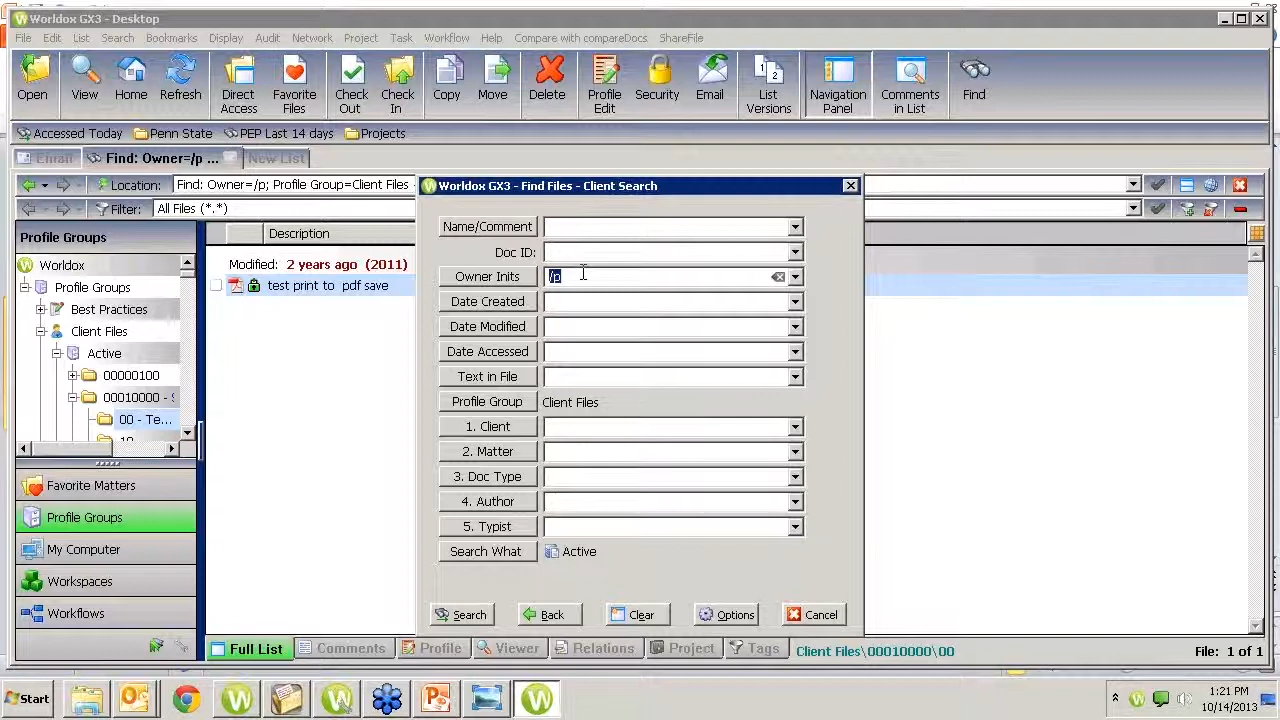 Worldox GX3 - Desktop
File Edit List Search Bookmarks Display Audit Network Project Task Workflow Help Compare with compareDocs ShareFile
Open View Home Refresh Direct Access Favorite Files Check Out Check In Copy Move Delete Profile Edit Security Email List Versions Navigation Panel Comments in List Find
Accessed Today Penn State PEP Last 14 days Projects
Email Find: Owner=/p ... New List
Location: Find: Owner=/p; Profile Group=Client Files
Filter: All Files (*.*)
Profile Groups
Worldox
Profile Groups
Best Practices
Client Files
Active
00000100
00010000 -
00 - Te...
Favorite Matters
Profile Groups
My Computer
Workspaces
Workflows
Description
Modified: 2 years ago (2011)
test print to pdf save
Worldox GX3 - Find Files - Client Search
Name/Comment
Doc ID:
Owner Inits /p
Date Created
Date Modified
Date Accessed
Text in File
Profile Group Client Files
1. Client
2. Matter
3. Doc Type
4. Author
5. Typist
Search What Active
Search Back Clear Options Cancel
Full List Comments Profile Viewer Relations Project Tags Client Files\00010000\00 File: 1 of 1
Start
1:21 PM
10/14/2013